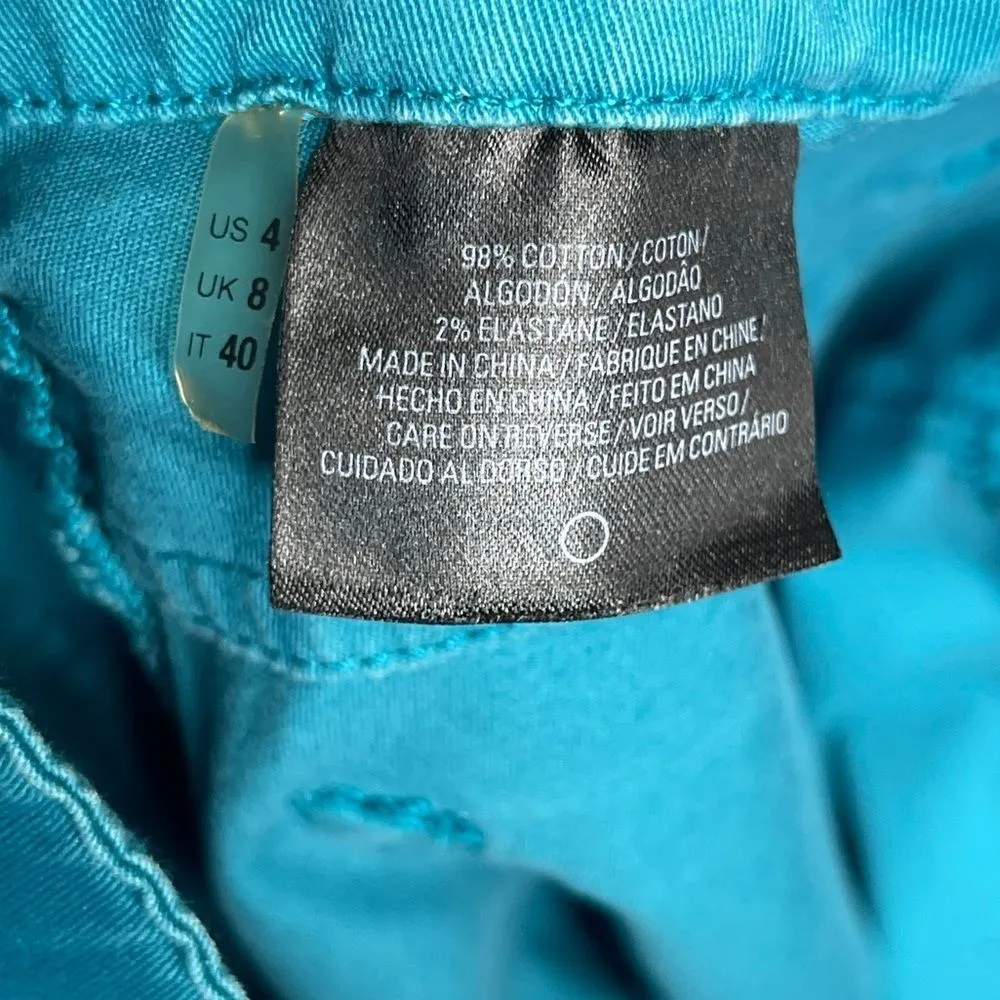 US 4
UK 8
IT 40
98% COTTON/COTON/
ALGODÓN/ALGODÃO
2% ELASTANE/ELASTANO
MADE IN CHINA/FABRIQUE EN CHINE/
HECHO EN CHINA/FEITO EM CHINA
CARE ON REVERSE/VOIR VERSO/
CUIDADO AL DORSO/CUIDE EM CONTRÁRIO